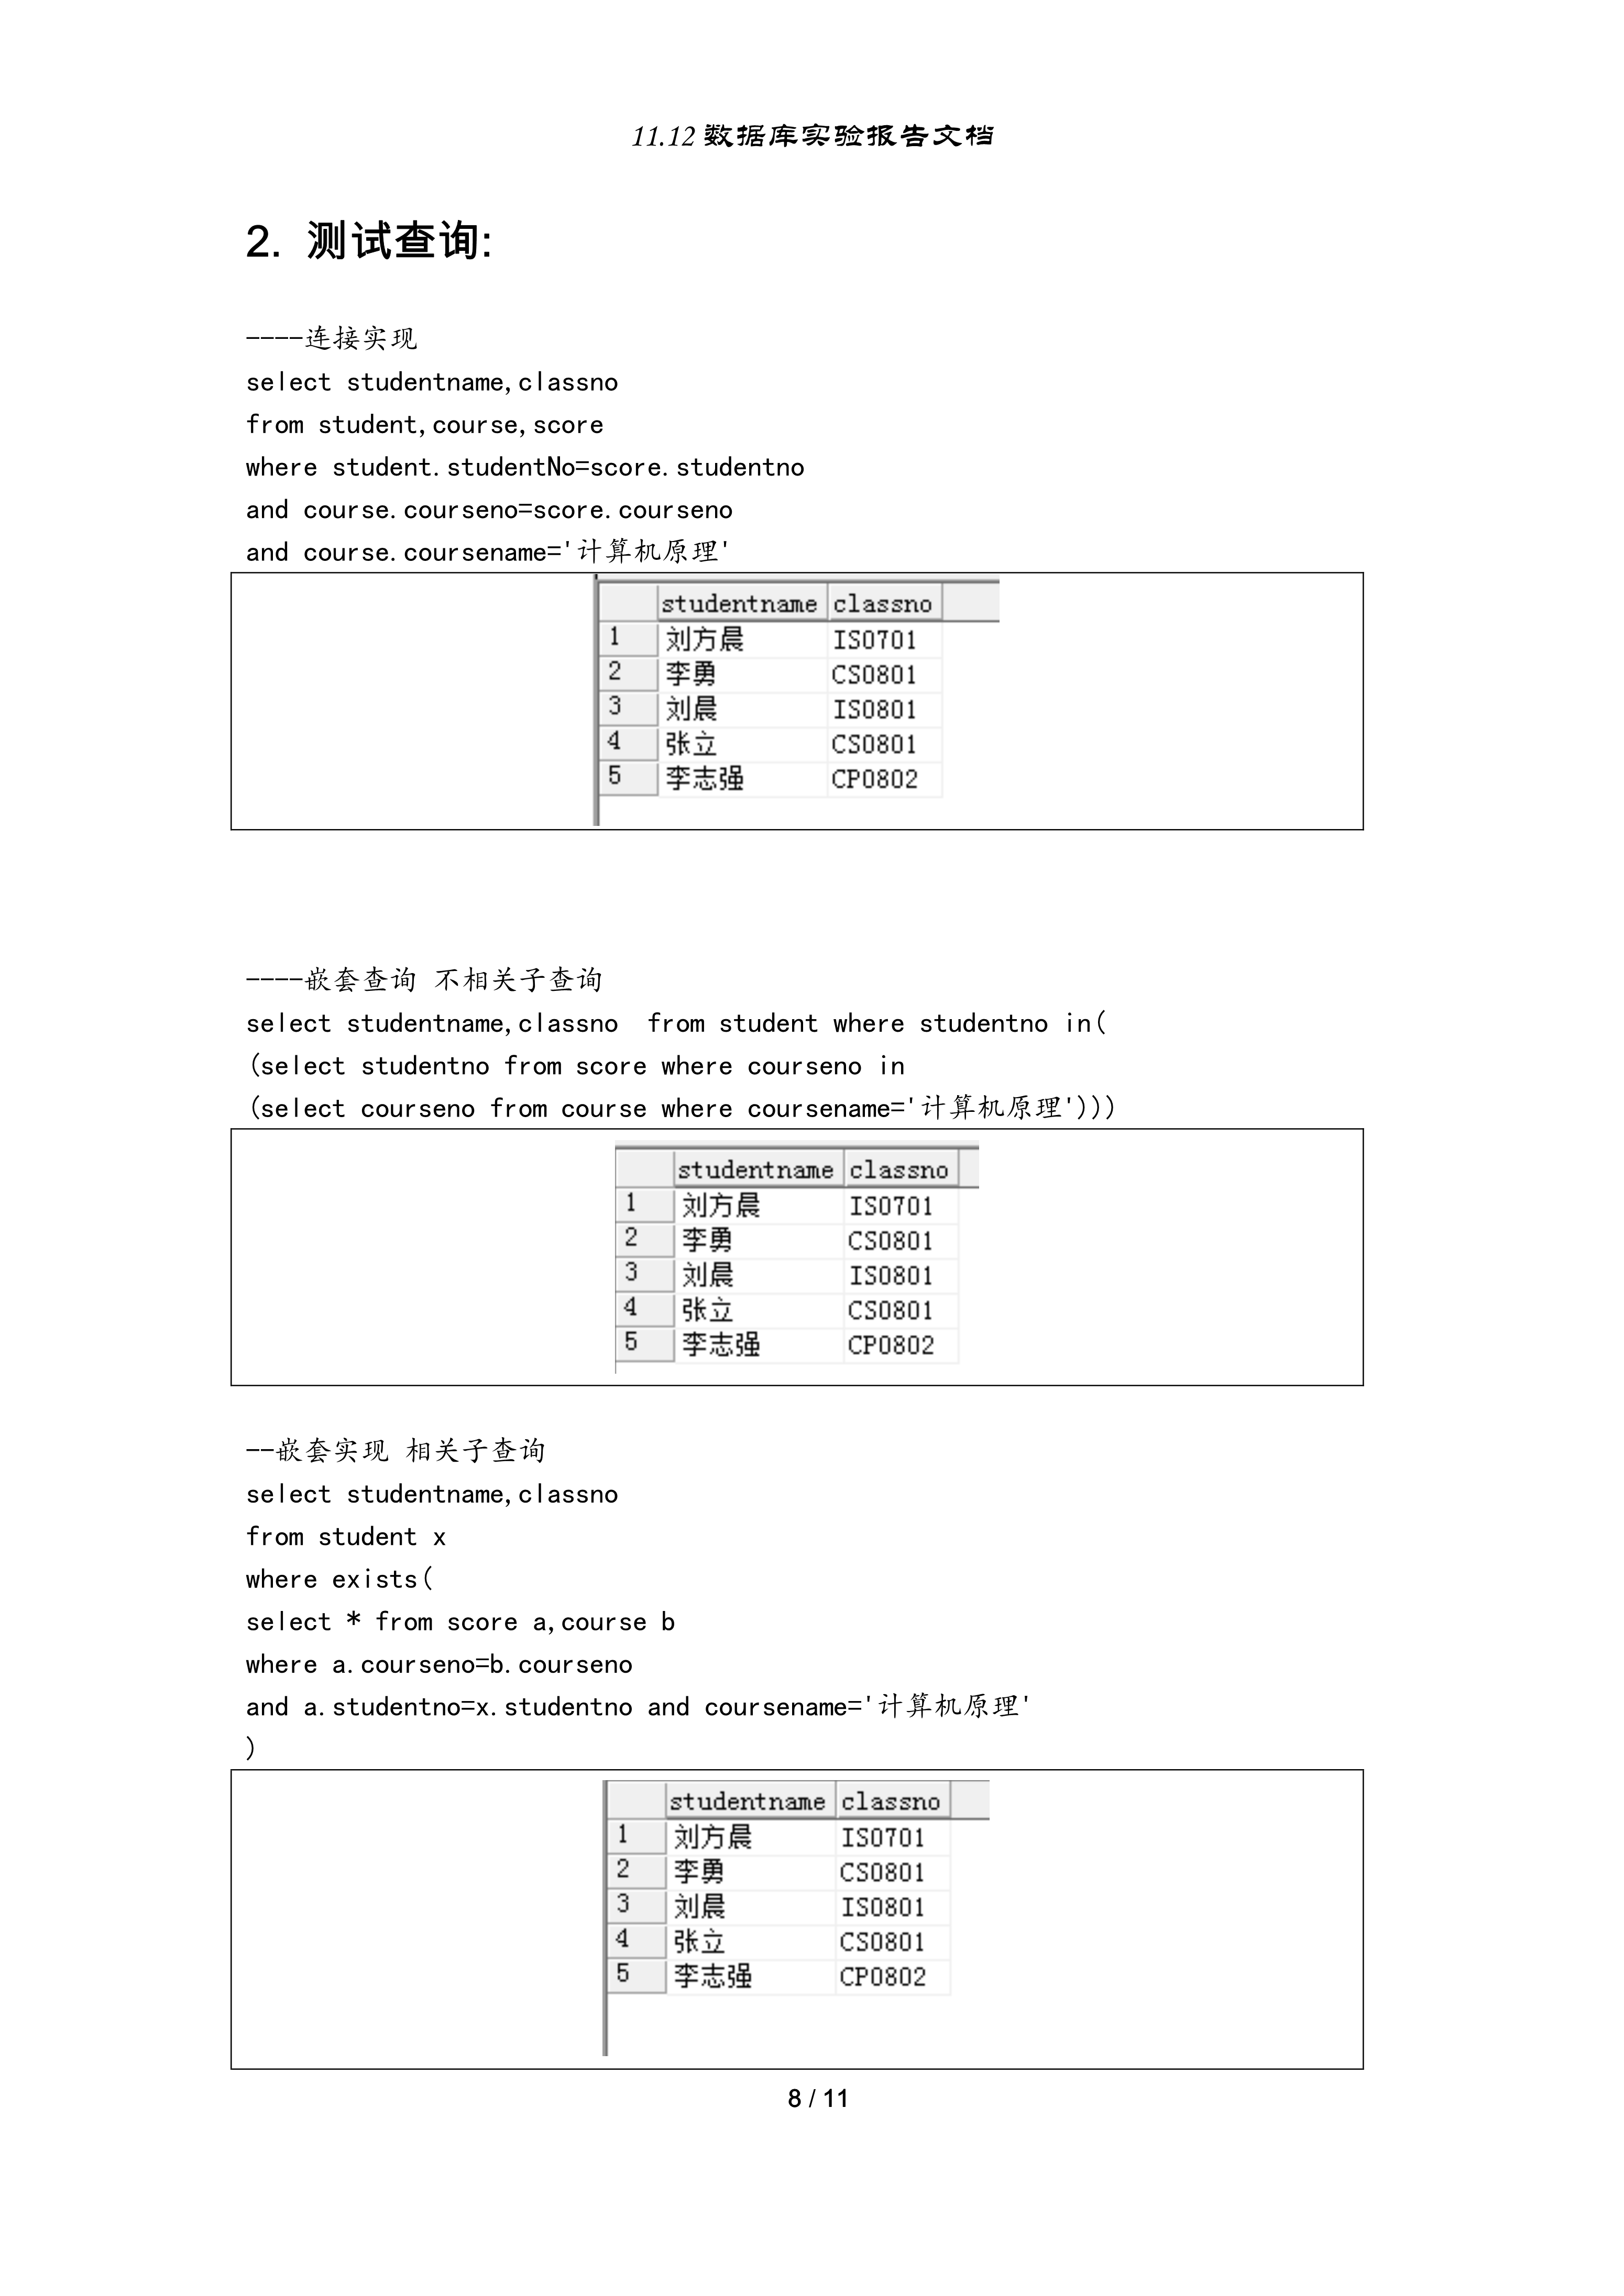 11.12数据库实验报告文档
2. 测试查询:
----连接实现
select studentname,classno
from student,course,score
where student.studentNo=score.studentno
and course.courseno=score.courseno
and course.coursename='计算机原理'
studentname classno
1 刘方晨 IS0701
2 李勇 CS0801
3 刘晨 IS0801
4 张立 CS0801
5 李志强 CP0802
----嵌套查询 不相关子查询
select studentname,classno  from student where studentno in(
(select studentno from score where courseno in
(select courseno from course where coursename='计算机原理')))
studentname classno
1 刘方晨 IS0701
2 李勇 CS0801
3 刘晨 IS0801
4 张立 CS0801
5 李志强 CP0802
--嵌套实现 相关子查询
select studentname,classno
from student x
where exists(
select * from score a,course b
where a.courseno=b.courseno
and a.studentno=x.studentno and coursename='计算机原理'
)
studentname classno
1 刘方晨 IS0701
2 李勇 CS0801
3 刘晨 IS0801
4 张立 CS0801
5 李志强 CP0802
8 / 11